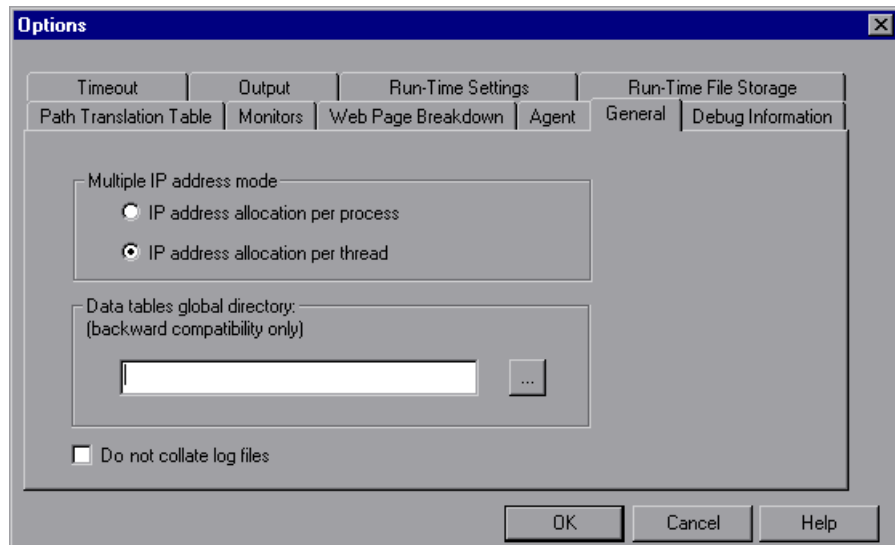 Options
Timeout Output Run-Time Settings Run-Time File Storage
Path Translation Table Monitors Web Page Breakdown Agent General Debug Information
Multiple IP address mode
IP address allocation per process
IP address allocation per thread
Data tables global directory:
(backward compatibility only)
...
Do not collate log files
OK Cancel Help